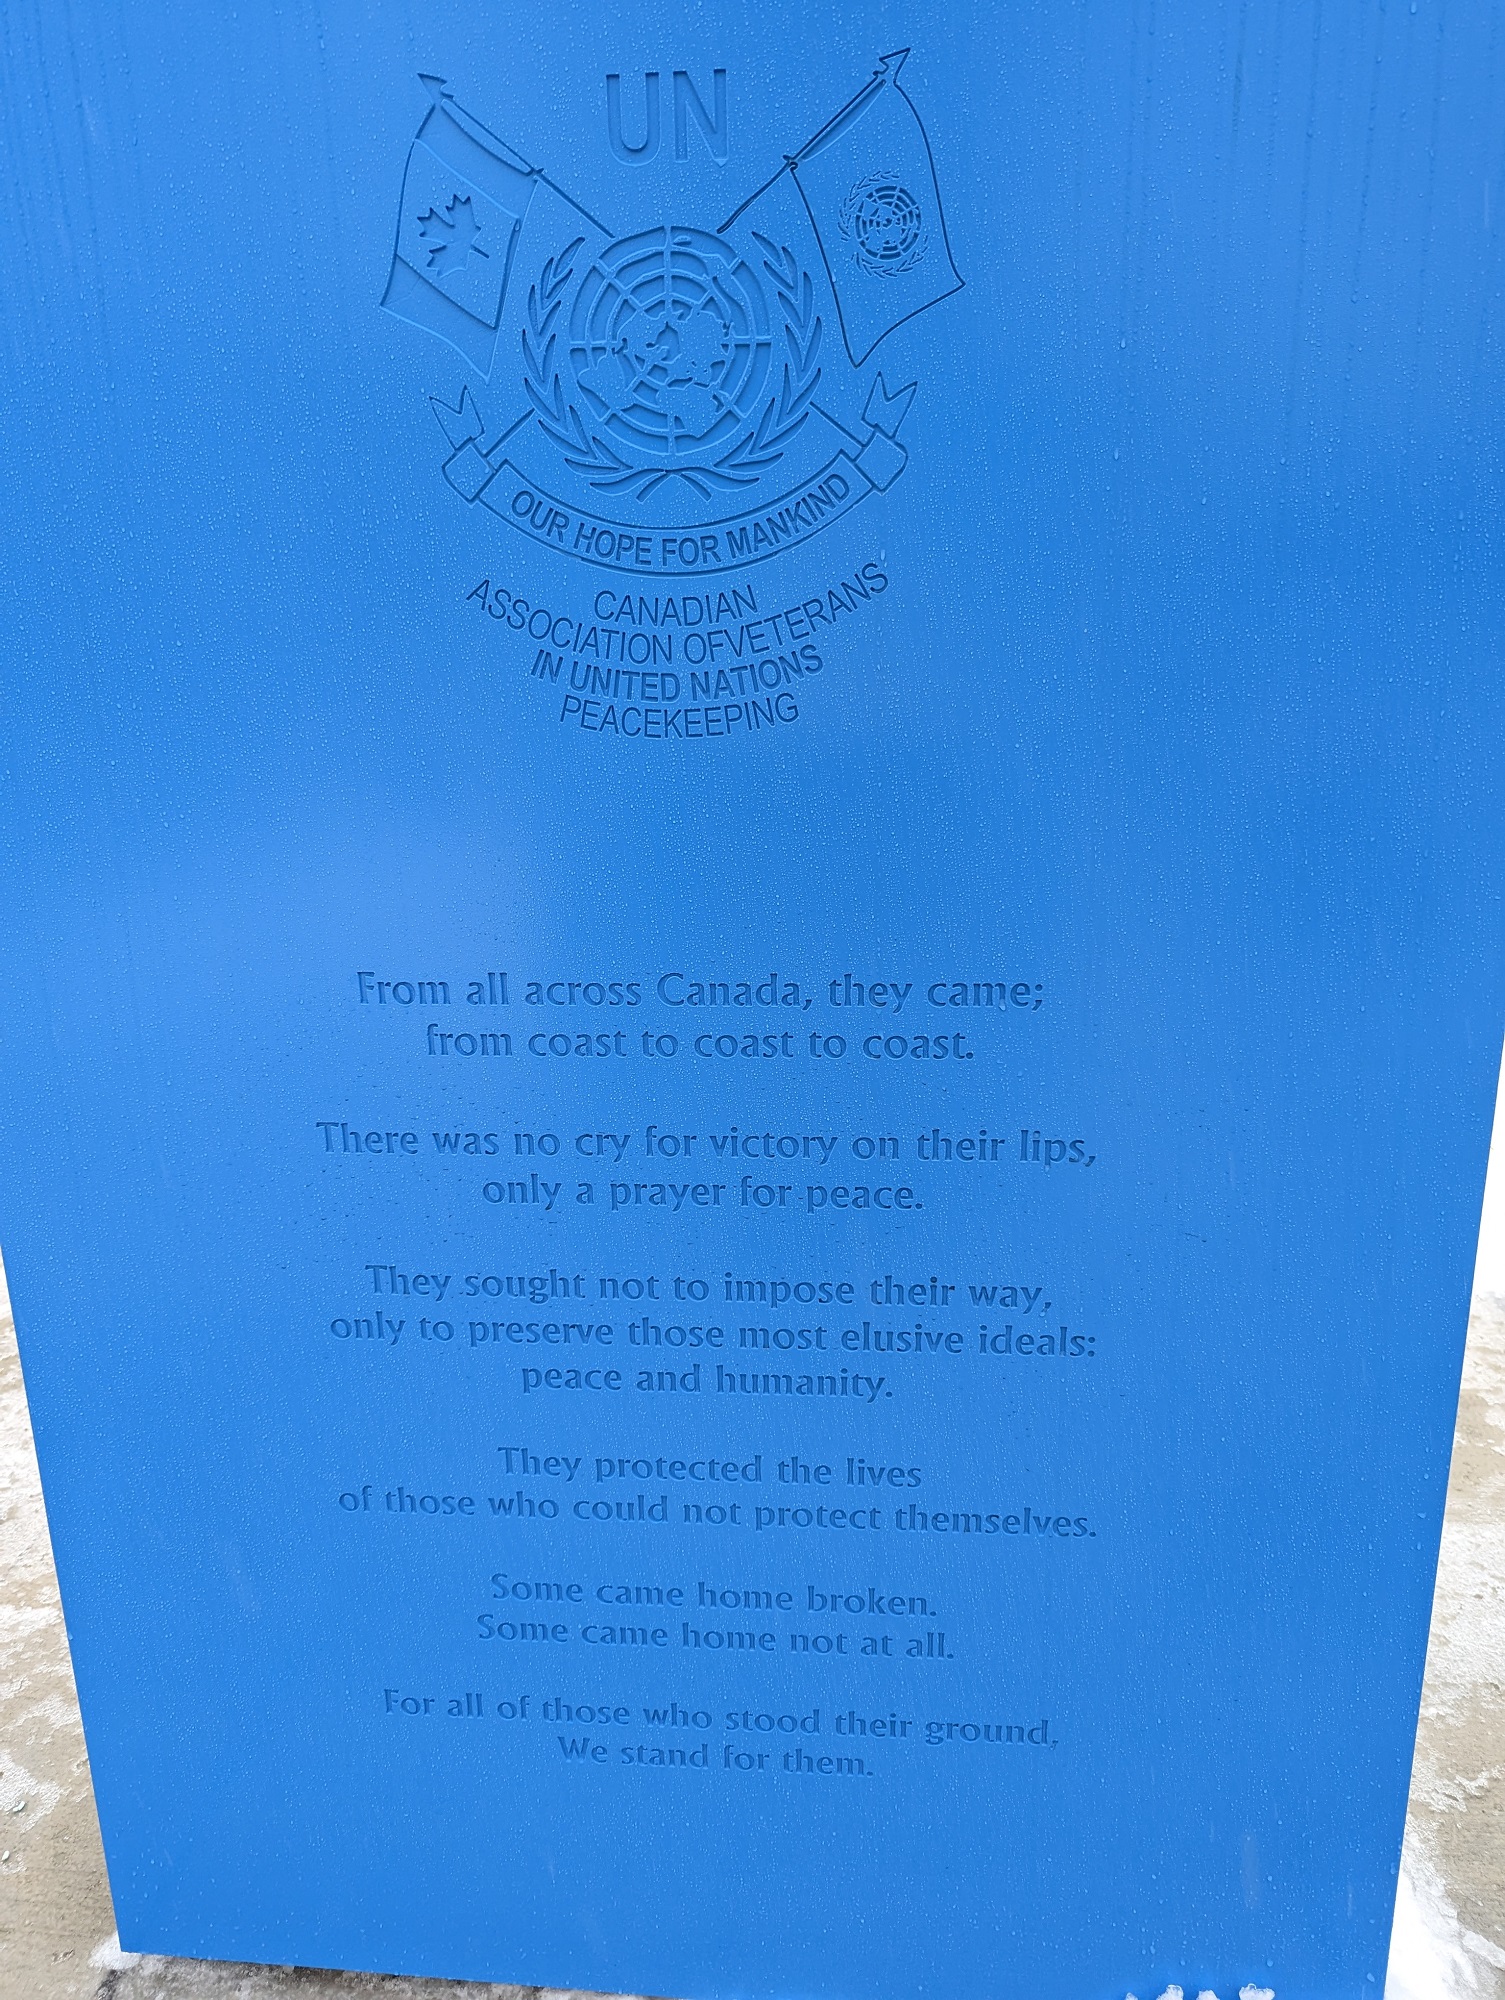 UN
OUR HOPE FOR MANKIND
CANADIAN
ASSOCIATION OFVETERANS
IN UNITED NATIONS
PEACEKEEPING
From all across Canada, they came;
from coast to coast to coast.
There was no cry for victory on their lips,
only a prayer for peace.
They sought not to impose their way,
only to preserve those most elusive ideals:
peace and humanity.
They protected the lives
of those who could not protect themselves.
Some came home broken.
Some came home not at all.
For all of those who stood their ground,
We stand for them.